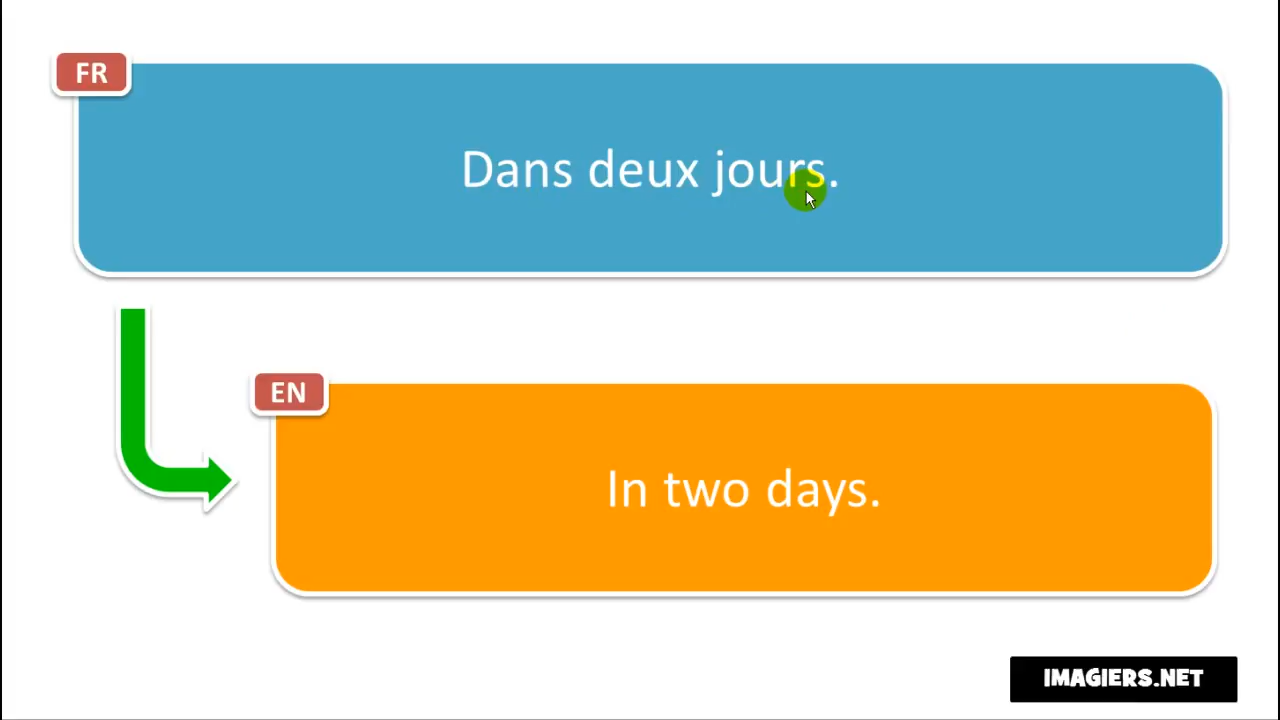 FR
Dans deux jours.
EN
In two days.
IMAGIERS.NET